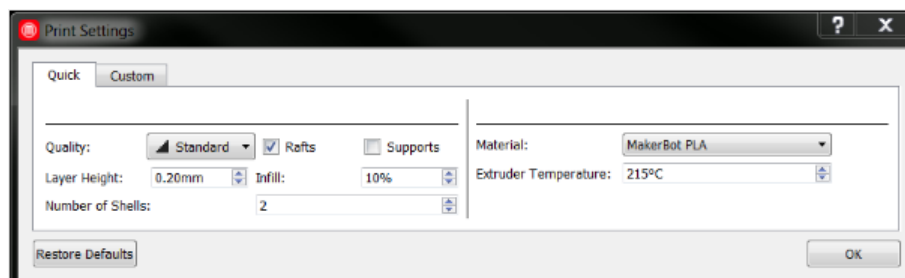 Print Settings
? X
Quick Custom
Quality: Standard Rafts Supports
Material: MakerBot PLA
Layer Height: 0.20mm Infill: 10%
Extruder Temperature: 215ºC
Number of Shells: 2
Restore Defaults OK